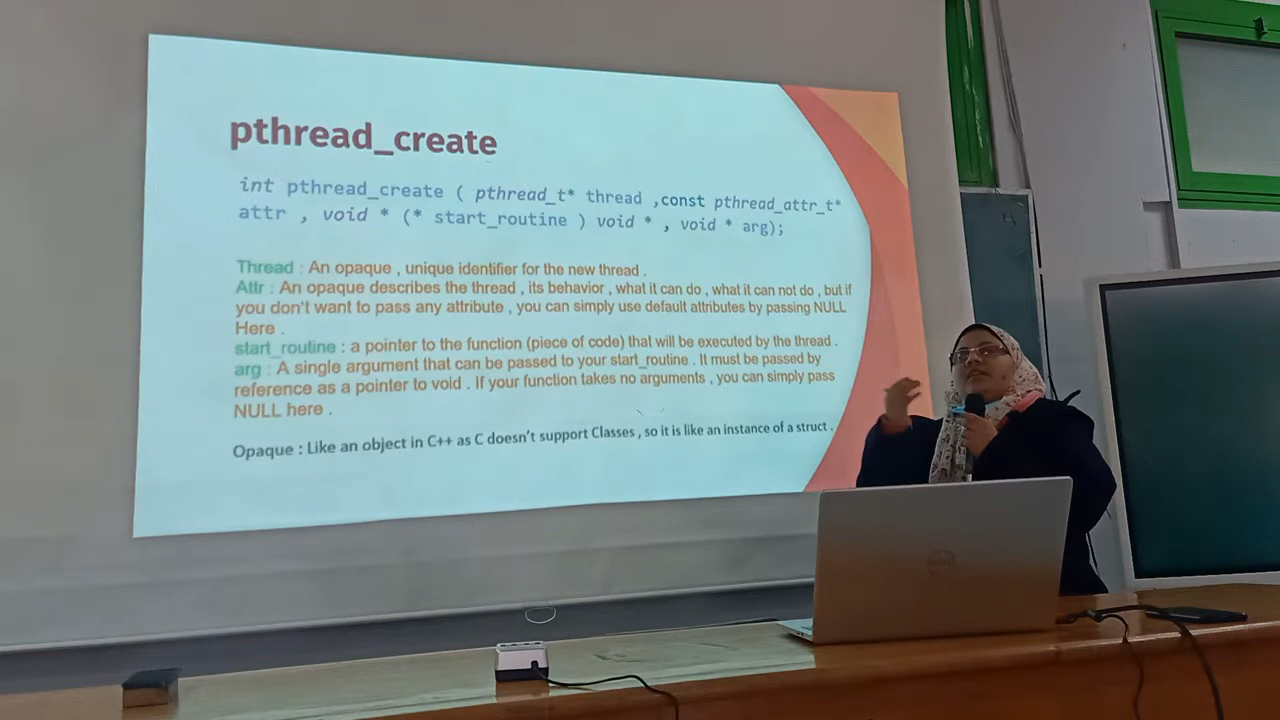 pthread_create
int pthread_create ( pthread_t* thread ,const pthread_attr_t*
attr , void * (* start_routine ) void * , void * arg);
Thread : An opaque , unique identifier for the new thread .
Attr : An opaque describes the thread , its behavior , what it can do , what it can not do , but if
you don't want to pass any attribute , you can simply use default attributes by passing NULL
Here .
start_routine : a pointer to the function (piece of code) that will be executed by the thread .
arg : A single argument that can be passed to your start_routine . It must be passed by
reference as a pointer to void . If your function takes no arguments , you can simply pass
NULL here .
Opaque : Like an object in C++ as C doesn't support Classes , so it is like an instance of a struct .
DELL